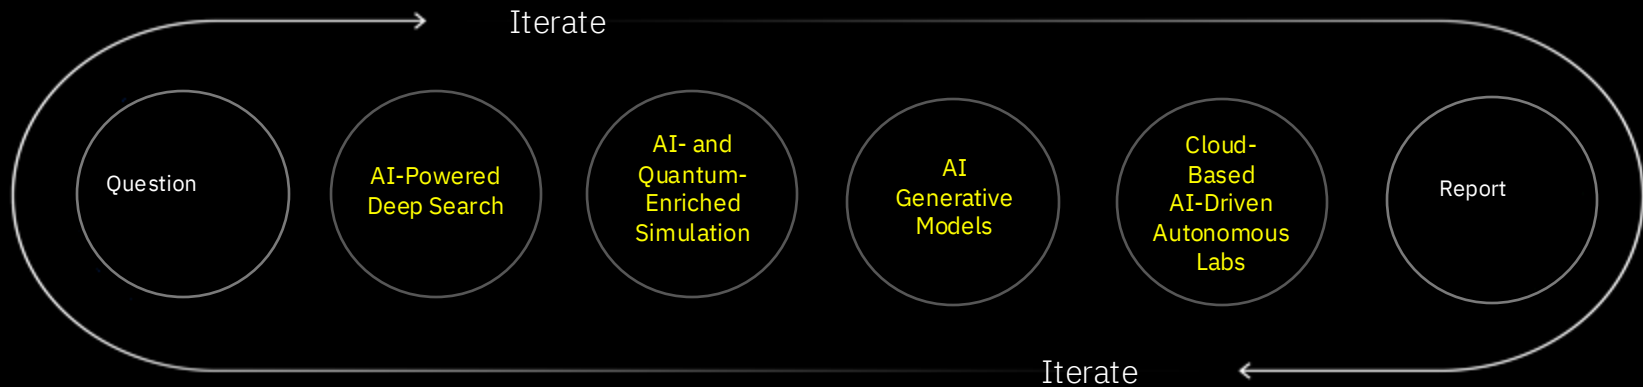 Iterate
Question
AI-Powered
Deep Search
AI- and
Quantum-
Enriched
Simulation
AI
Generative
Models
Cloud-
Based
AI-Driven
Autonomous
Labs
Report
Iterate